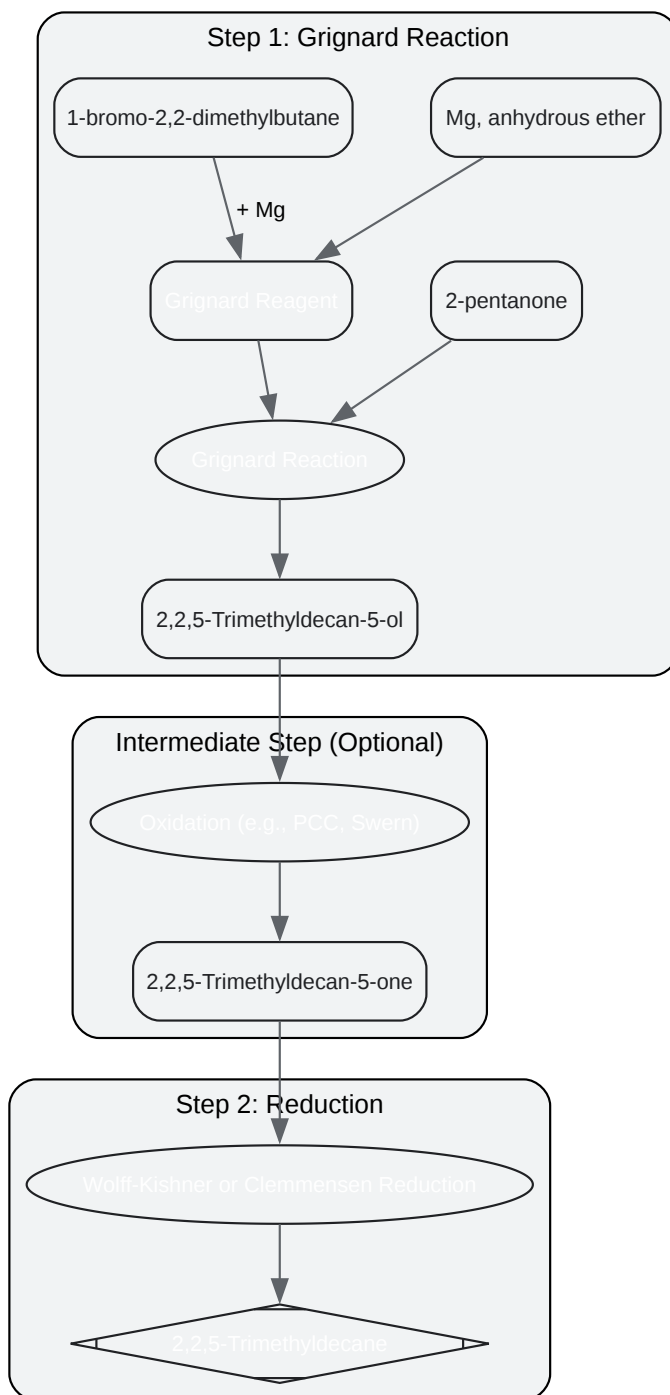 Step 1: Grignard Reaction
1-bromo-2,2-dimethylbutane
Mg, anhydrous ether
+ Mg
Grignard Reagent
2-pentanone
Grignard Reaction
2,2,5-Trimethyldecan-5-ol
Intermediate Step (Optional)
Oxidation (e.g., PCC, Swern)
2,2,5-Trimethyldecan-5-one
Step 2: Reduction
Wolff-Kishner or Clemmensen Reduction
2,2,5-Trimethyldecane